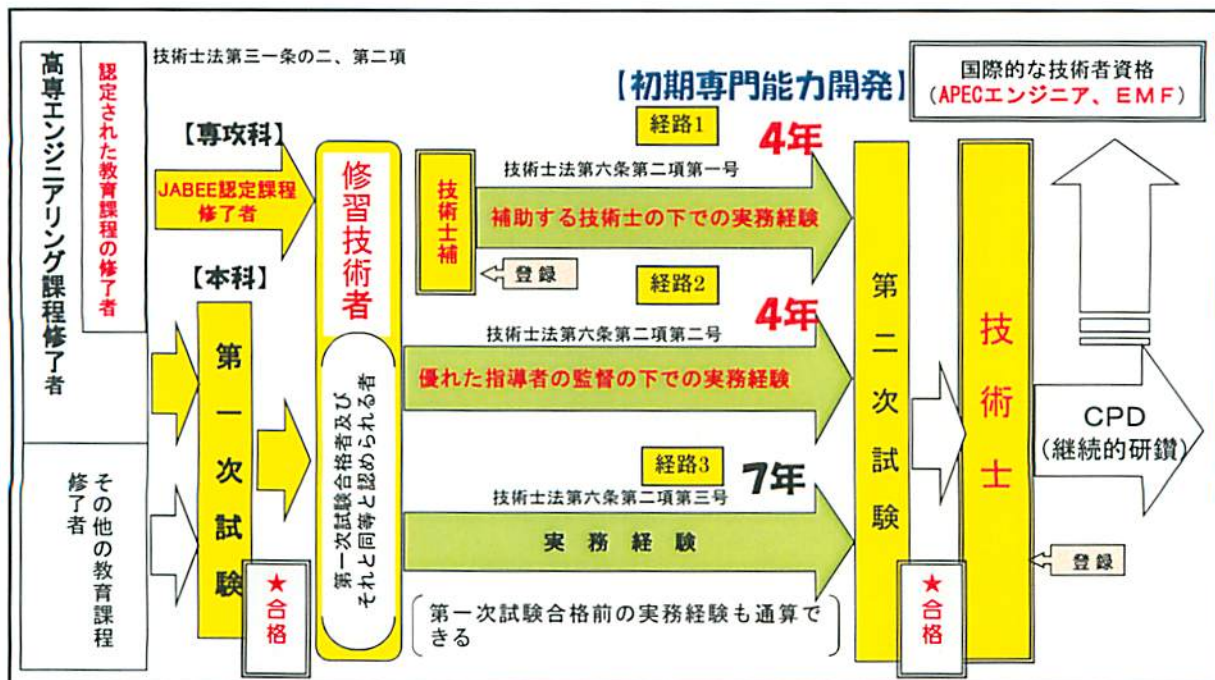 高専エンジニアリング課程修了者
認定された教育課程の修了者
その他の教育課程
修了者
技術士法第三一条の二、第二項
【専攻科】
JABEE認定課程
修了者
【本科】
第一次試験
★合格
修習技術者
第一次試験合格者及び
それと同等と認められる者
【初期専門能力開発】
経路1
4年
技術士法第六条第二項第一号
技術士補
補助する技術士の下での実務経験
登録
経路2
4年
技術士法第六条第二項第二号
優れた指導者の監督の下での実務経験
経路3
7年
技術士法第六条第二項第三号
実務経験
第一次試験合格前の実務経験も通算で
きる
第二次試験
★合格
技術士
登録
国際的な技術者資格
(APECエンジニア、EMF)
CPD
(継続的研鑽)